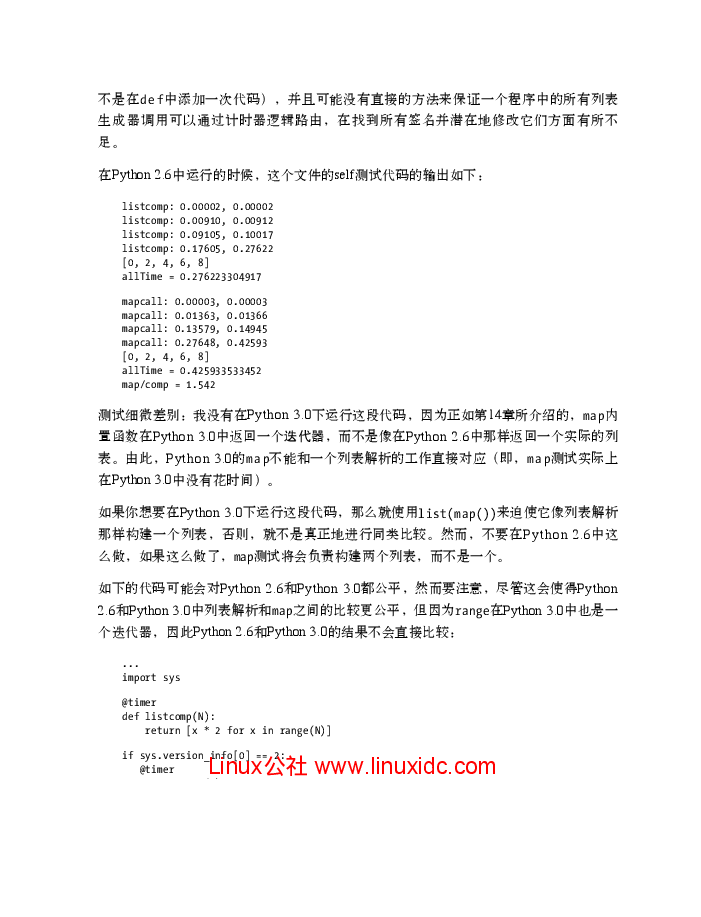 不是在def中添加一次代码），并且可能没有直接的方法来保证一个程序中的所有列表
生成器调用可以通过计时器逻辑路由，在找到所有签名并潜在地修改它们方面有所不
足。
在Python 2.6中运行的时候，这个文件的self测试代码的输出如下：
listcomp: 0.00002, 0.00002
listcomp: 0.00910, 0.00912
listcomp: 0.09105, 0.10017
listcomp: 0.17605, 0.27622
[0, 2, 4, 6, 8]
allTime = 0.276223304917
mapcall: 0.00003, 0.00003
mapcall: 0.01363, 0.01366
mapcall: 0.13579, 0.14945
mapcall: 0.27648, 0.42593
[0, 2, 4, 6, 8]
allTime = 0.425933533452
map/comp = 1.542
测试细微差别：我没有在Python 3.0下运行这段代码，因为正如第14章所介绍的，map内
置函数在Python 3.0中返回一个迭代器，而不是像在Python 2.6中那样返回一个实际的列
表。由此，Python 3.0的map不能和一个列表解析的工作直接对应（即，map测试实际上
在Python 3.0中没有花时间）。
如果你想要在Python 3.0下运行这段代码，那么就使用list(map())来迫使它像列表解析
那样构建一个列表，否则，就不是真正地进行同类比较。然而，不要在Python 2.6中这
么做，如果这么做了，map测试将会负责构建两个列表，而不是一个。
如下的代码可能会对Python 2.6和Python 3.0都公平，然而要注意，尽管这会使得Python
2.6和Python 3.0中列表解析和map之间的比较更公平，但因为range在Python 3.0中也是一
个迭代器，因此Python 2.6和Python 3.0的结果不会直接比较：
...
import sys
@timer
def listcomp(N):
    return [x * 2 for x in range(N)]
if sys.version_info[0] == 2:
   @timer
Linux公社 www.linuxidc.com